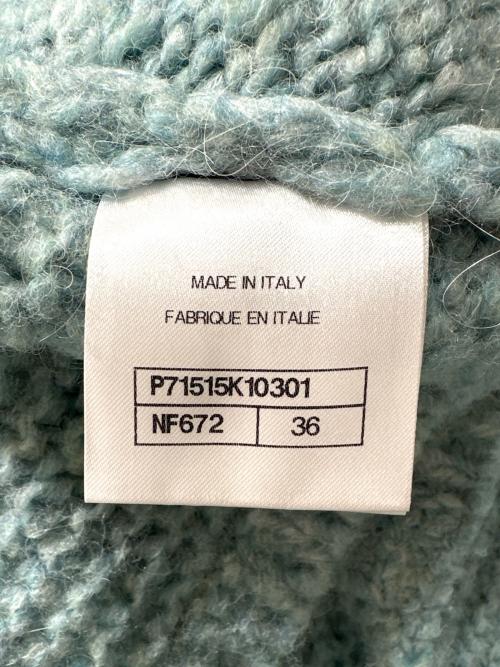 MADE IN ITALY
FABRIQUE EN ITALIE
P71515K10301
NF672 36